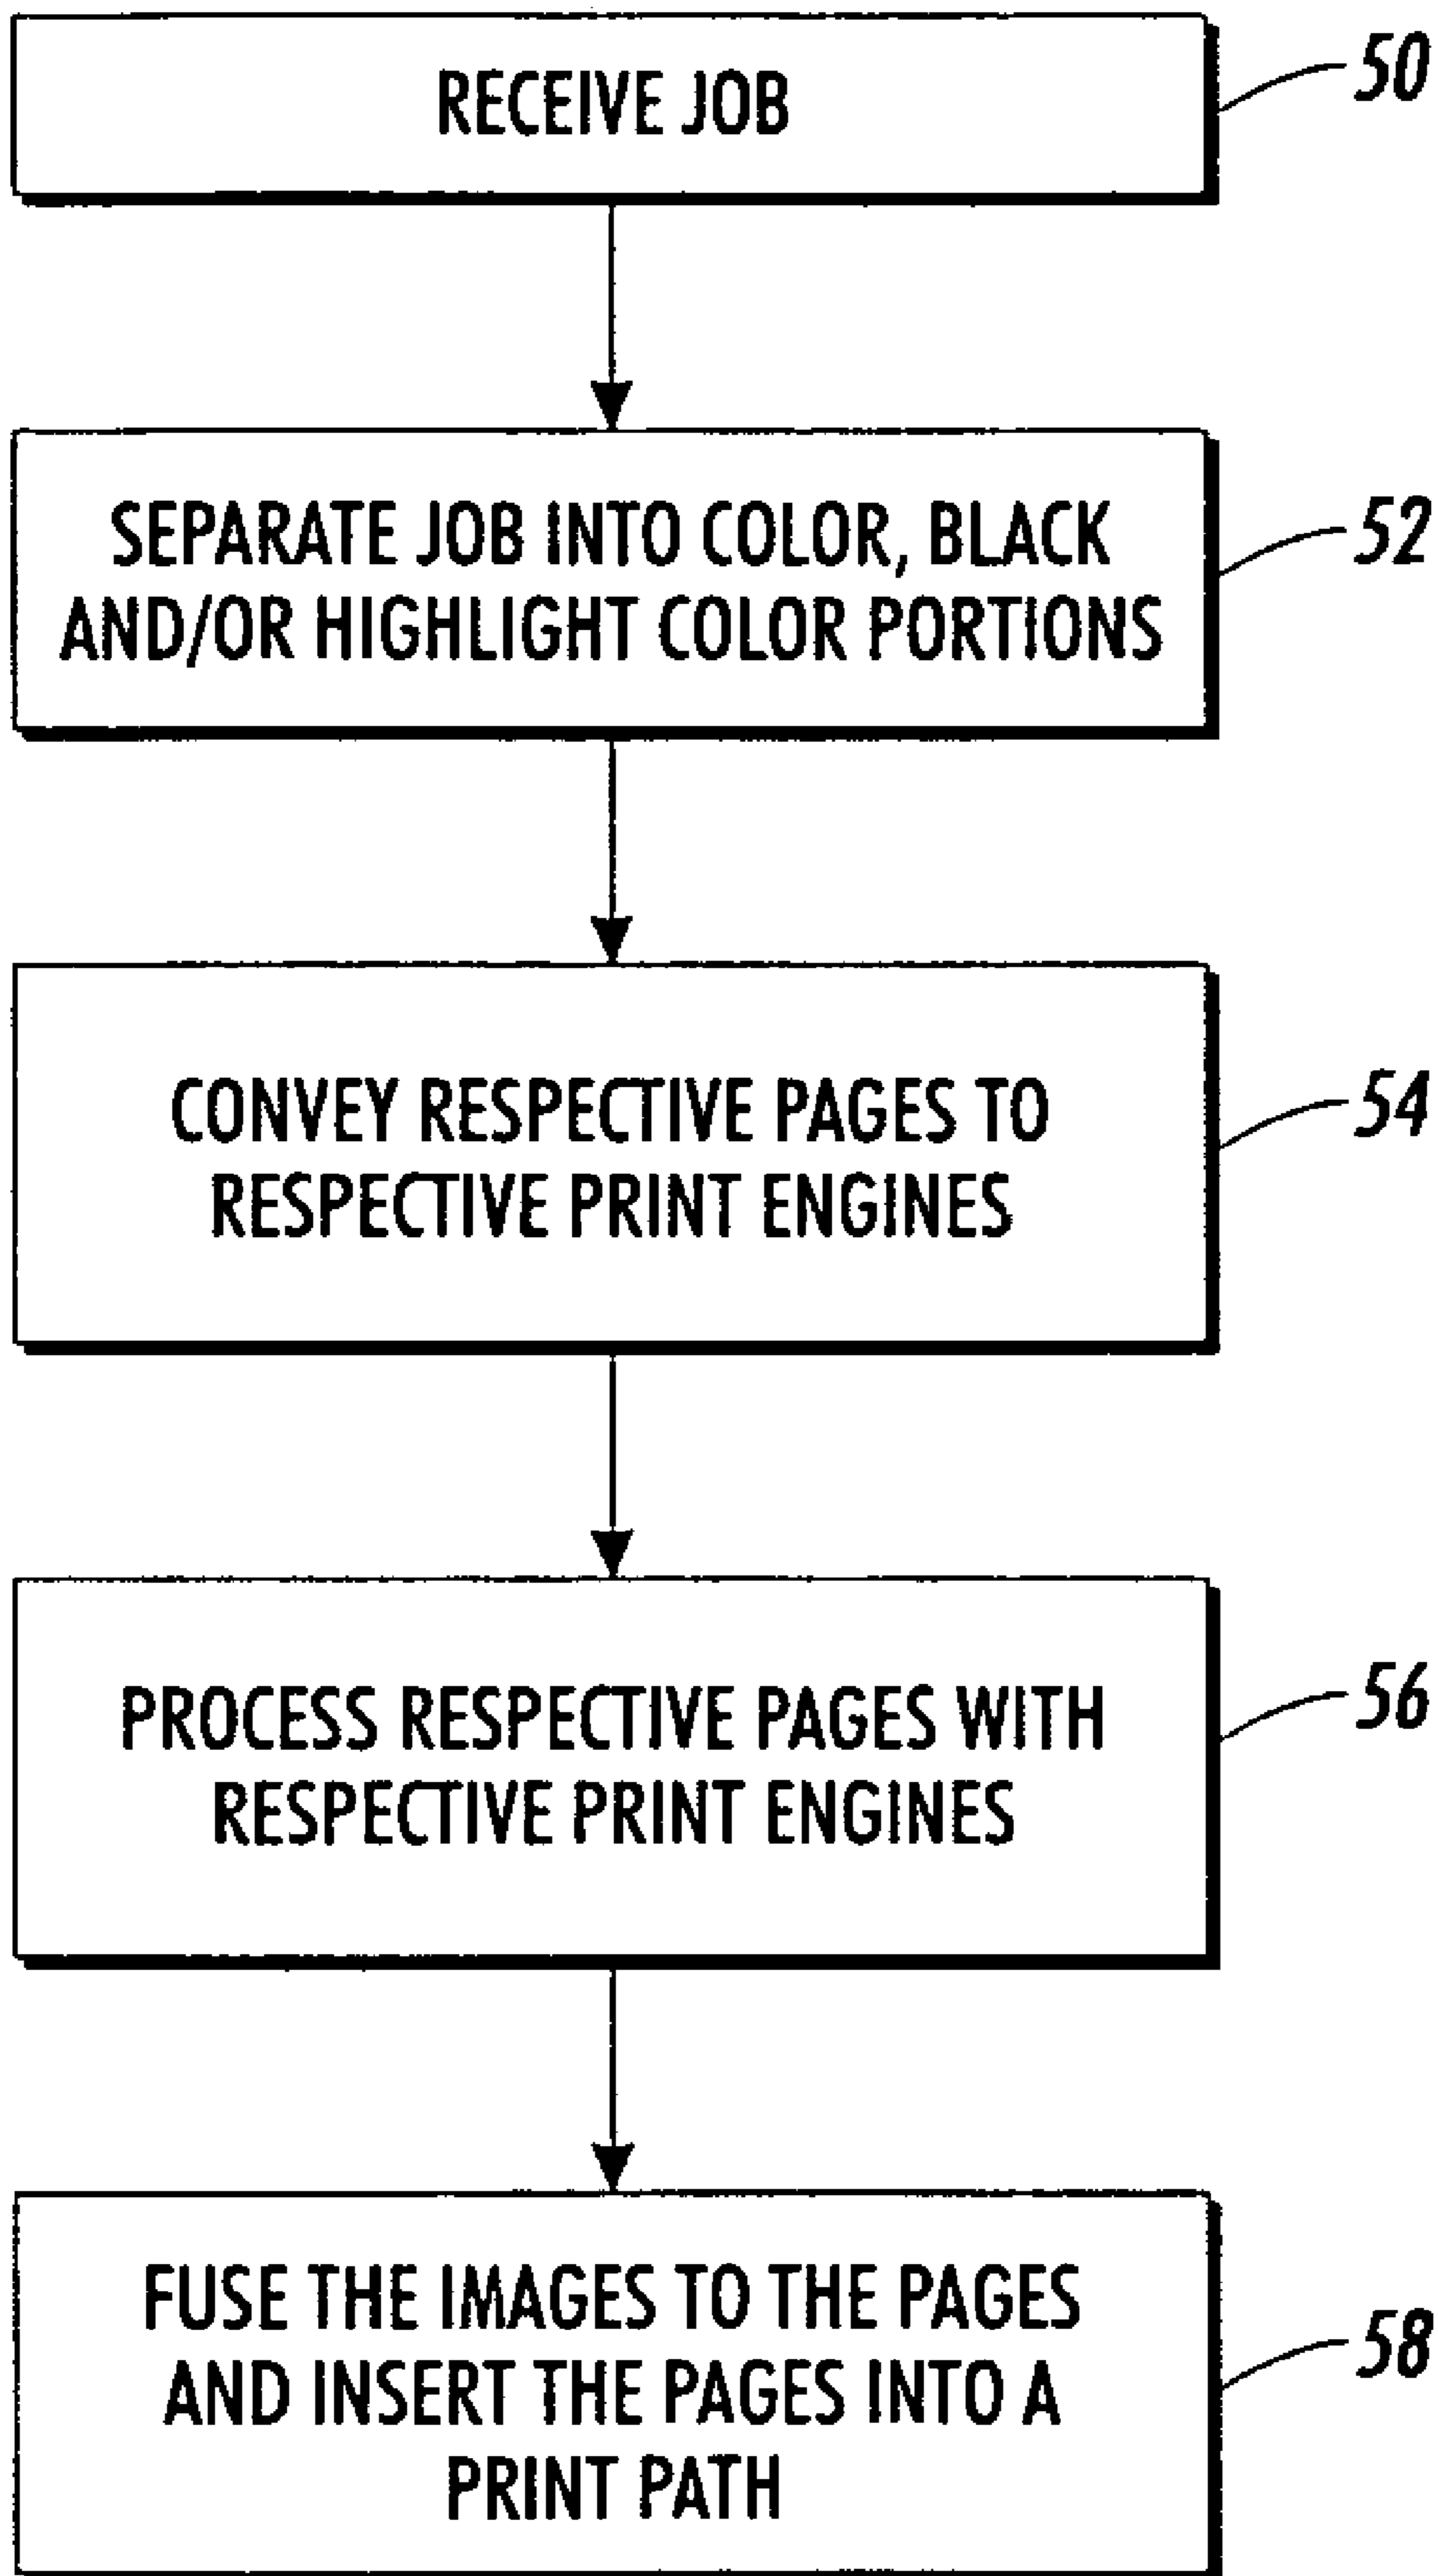 RECEIVE JOB
50
SEPARATE JOB INTO COLOR, BLACK
AND/OR HIGHLIGHT COLOR PORTIONS
52
CONVEY RESPECTIVE PAGES TO
RESPECTIVE PRINT ENGINES
54
PROCESS RESPECTIVE PAGES WITH
RESPECTIVE PRINT ENGINES
56
FUSE THE IMAGES TO THE PAGES
AND INSERT THE PAGES INTO A
PRINT PATH
58